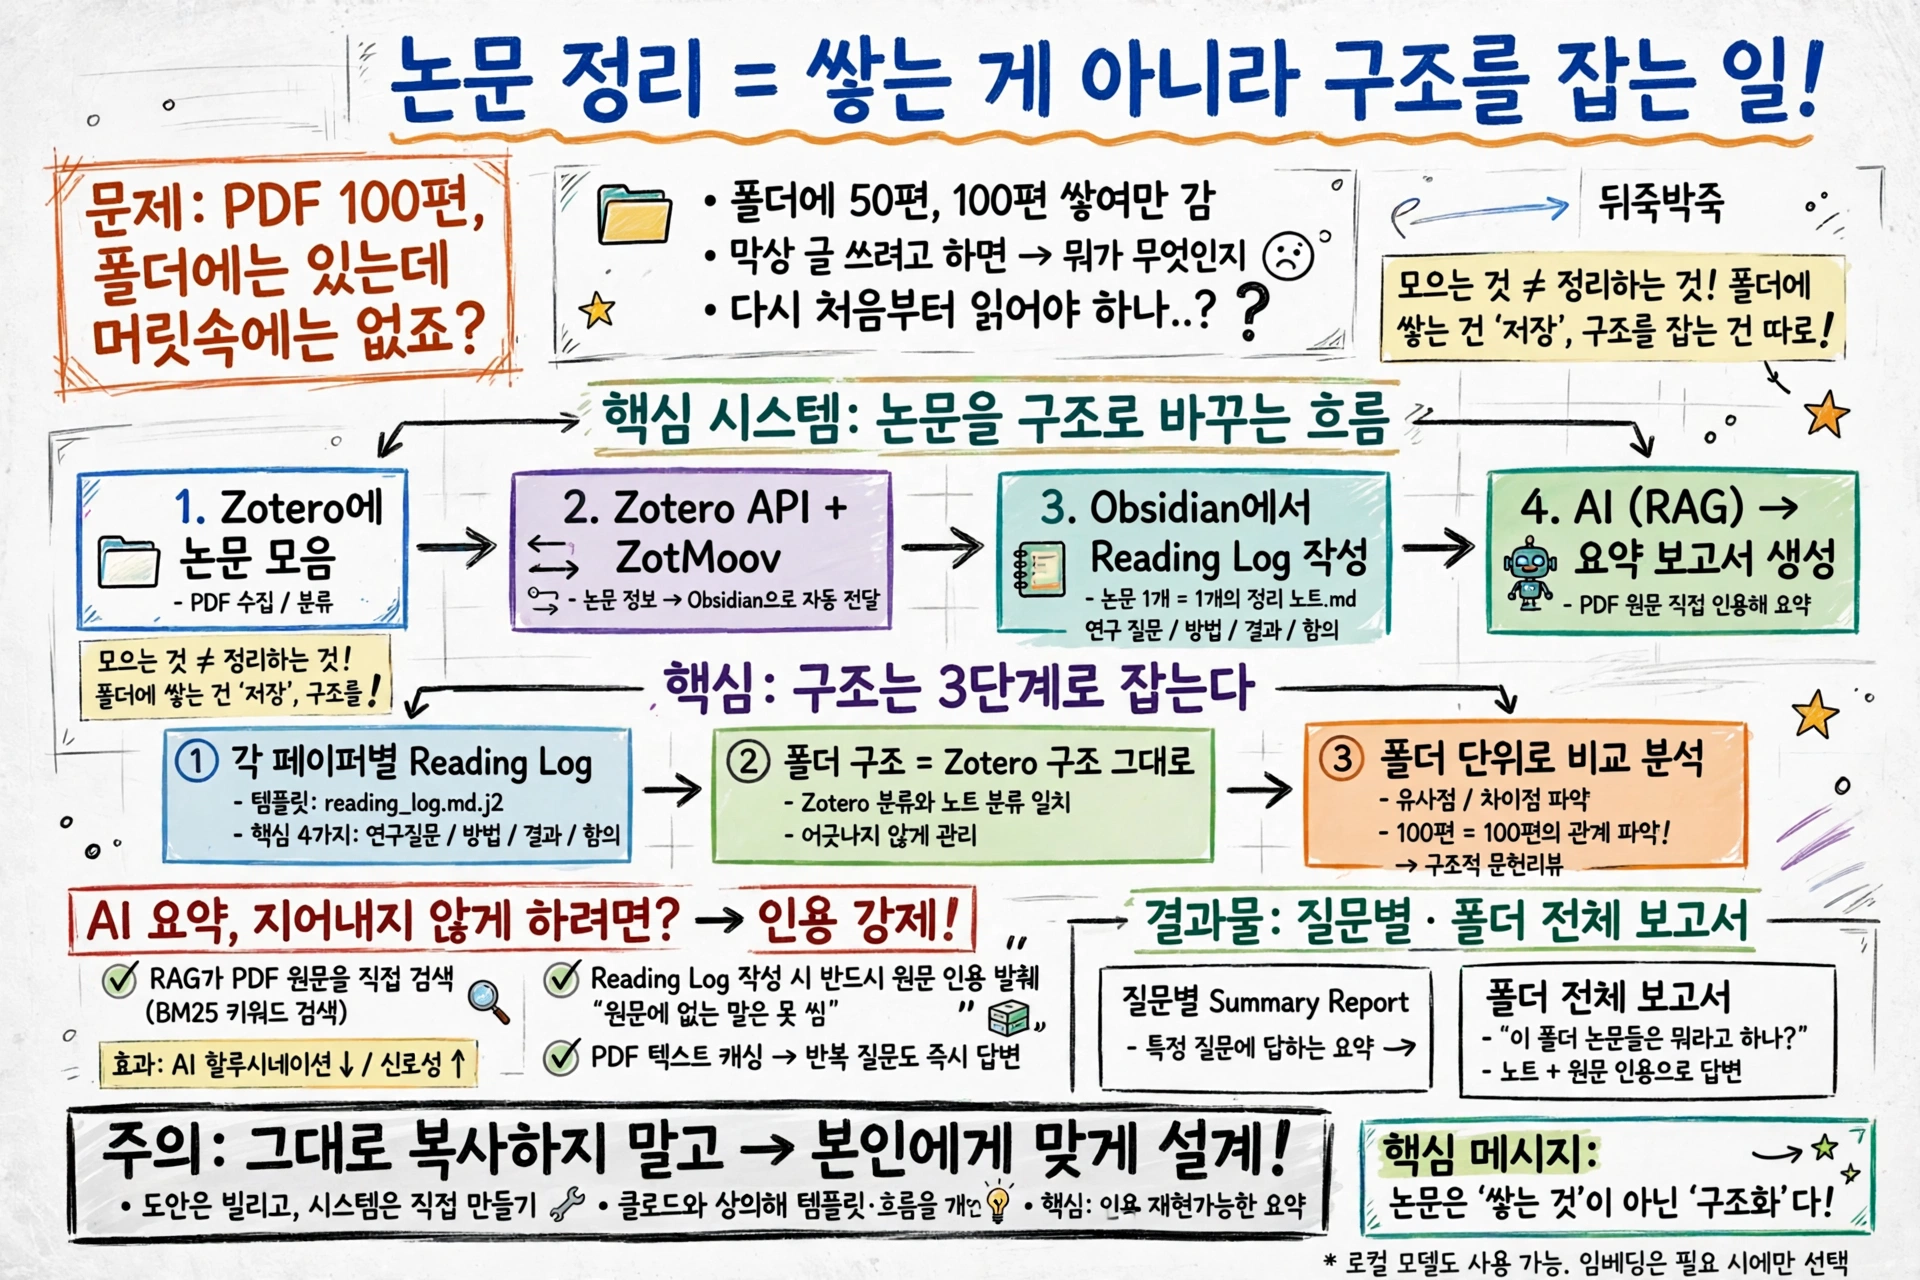 논문 정리 = 쌓는 게 아니라 구조를 잡는 일!
문제: PDF 100편,
폴더에는 있는데
머릿속에는 없죠?
• 폴더에 50편, 100편 쌓여만 감
• 막상 글 쓰려고 하면 → 뭐가 무엇인지
• 다시 처음부터 읽어야 하나..? ?
뒤죽박죽
모으는 것 ≠ 정리하는 것! 폴더에
쌓는 건 ‘저장’, 구조를 잡는 건 따로!
핵심 시스템: 논문을 구조로 바꾸는 흐름
1. Zotero에
논문 모음
- PDF 수집 / 분류
2. Zotero API +
ZotMoov
- 논문 정보 → Obsidian으로 자동 전달
3. Obsidian에서
Reading Log 작성
- 논문 1개 = 1개의 정리 노트.md
연구 질문 / 방법 / 결과 / 함의
4. AI (RAG) →
요약 보고서 생성
- PDF 원문 직접 인용해 요약
모으는 것 ≠ 정리하는 것!
폴더에 쌓는 건 ‘저장’, 구조를!
핵심: 구조는 3단계로 잡는다
① 각 페이퍼별 Reading Log
- 템플릿: reading_log.md.j2
- 핵심 4가지: 연구질문 / 방법 / 결과 / 함의
② 폴더 구조 = Zotero 구조 그대로
- Zotero 분류와 노트 분류 일치
- 어긋나지 않게 관리
③ 폴더 단위로 비교 분석
- 유사점 / 차이점 파악
- 100편 = 100편의 관계 파악!
→ 구조적 문헌리뷰
AI 요약, 지어내지 않게 하려면? → 인용 강제!
RAG가 PDF 원문을 직접 검색
(BM25 키워드 검색)
효과: AI 할루시네이션 ↓ / 신로성 ↑
Reading Log 작성 시 반드시 원문 인용 발췌
“원문에 없는 말은 못 씀”
PDF 텍스트 캐싱 → 반복 질문도 즉시 답변
결과물: 질문별 · 폴더 전체 보고서
질문별 Summary Report
- 특정 질문에 답하는 요약 →
폴더 전체 보고서
- “이 폴더 논문들은 뭐라고 하나?”
- 노트 + 원문 인용으로 답변
주의: 그대로 복사하지 말고 → 본인에게 맞게 설계!
• 도안은 빌리고, 시스템은 직접 만들기
• 클로드와 상의해 템플릿·흐름을
• 핵심: 인용 재현가능한 요약
핵심 메시지:
논문은 ‘쌓는 것’이 아닌 ‘구조화’다!
* 로컬 모델도 사용 가능. 임베딩은 필요 시에만 선택